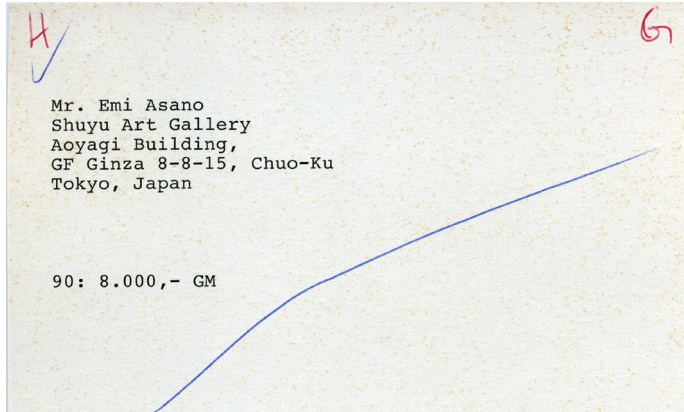 H G
Mr. Emi Asano
Shuyu Art Gallery
Aoyagi Building,
GF Ginza 8-8-15, Chuo-Ku
Tokyo, Japan
90: 8.000,- GM